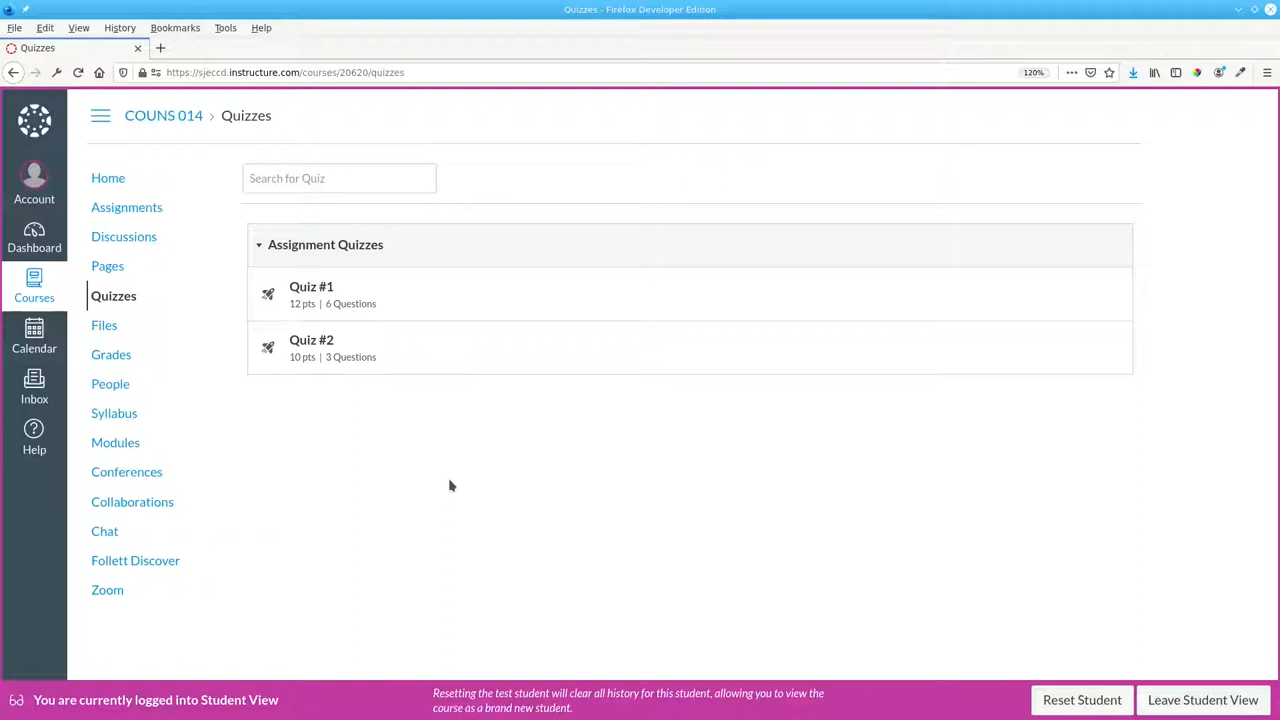 Quizzes - Firefox Developer Edition
File Edit View History Bookmarks Tools Help
Quizzes
https://sjeccd.instructure.com/courses/20620/quizzes
120%
COUNS 014 > Quizzes
Account
Dashboard
Courses
Calendar
Inbox
Help
Home
Assignments
Discussions
Pages
Quizzes
Files
Grades
People
Syllabus
Modules
Conferences
Collaborations
Chat
Follett Discover
Zoom
Search for Quiz
Assignment Quizzes
Quiz #1
12 pts | 6 Questions
Quiz #2
10 pts | 3 Questions
You are currently logged into Student View
Resetting the test student will clear all history for this student, allowing you to view the
course as a brand new student.
Reset Student
Leave Student View